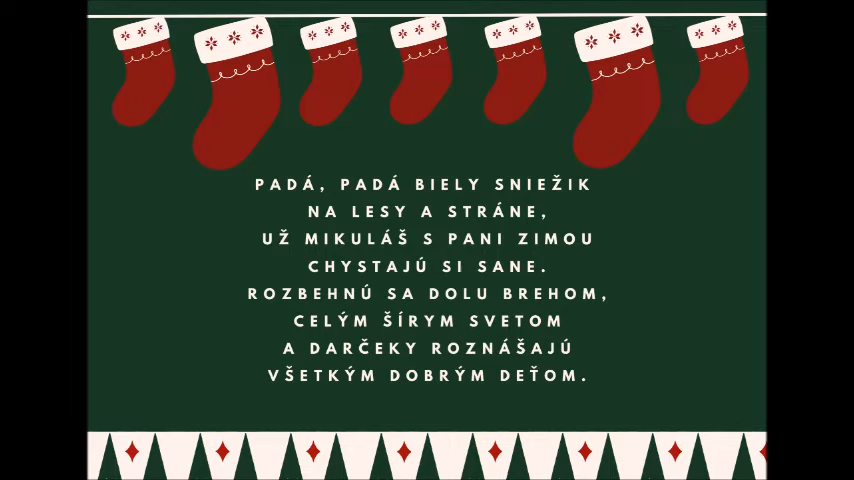 PADÁ, PADÁ BIELY SNIEŽIK
NA LESY A STRÁNE,
UŽ MIKULÁŠ S PANI ZIMOU
CHYSTAJÚ SI SANE.
ROZBEHNÚ SA DOLU BREHOM,
CELÝM ŠÍRYM SVETOM
A DARČEKY ROZNÁŠAJÚ
VŠETKÝM DOBRÝM DEŤOM.